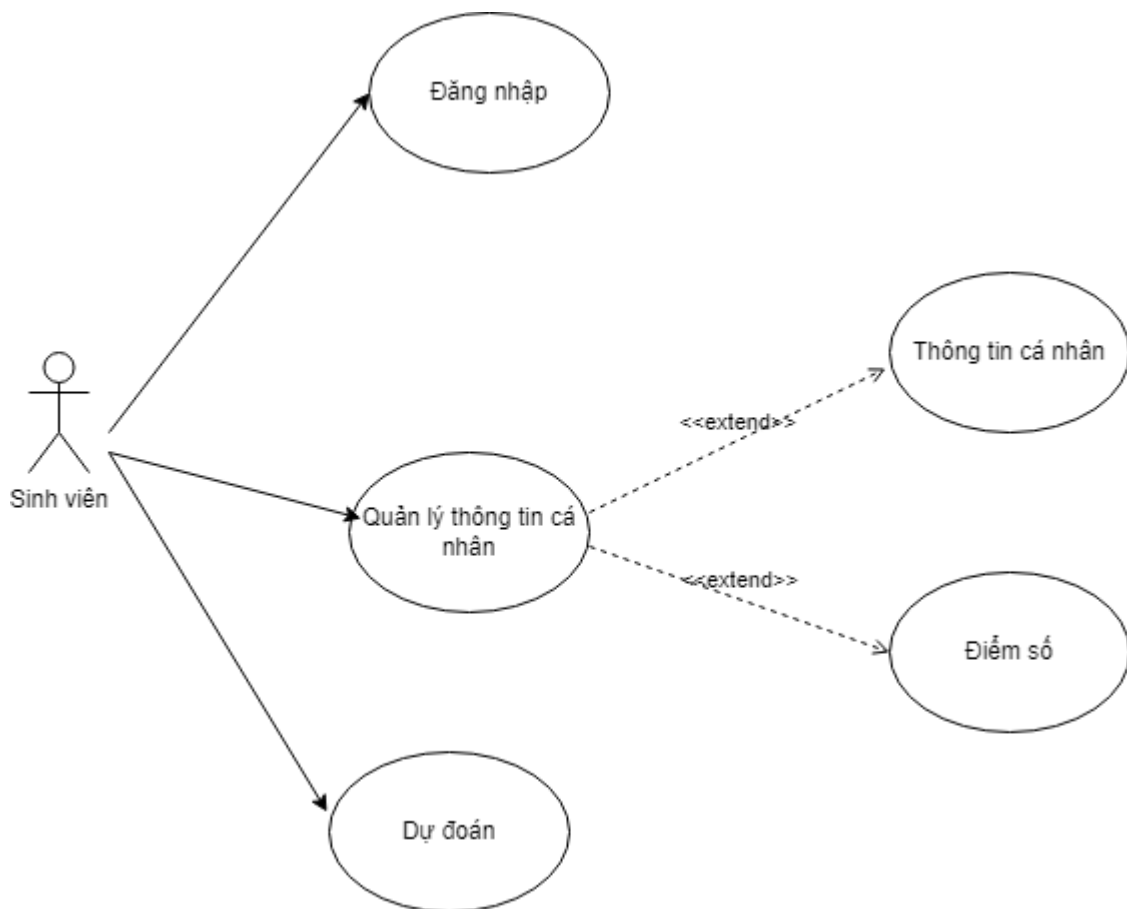 Đăng nhập
Thông tin cá nhân
<<extend>>
Sinh viên
Quản lý thông tin cá
nhân
<<extend>>
Điểm số
Dự đoán